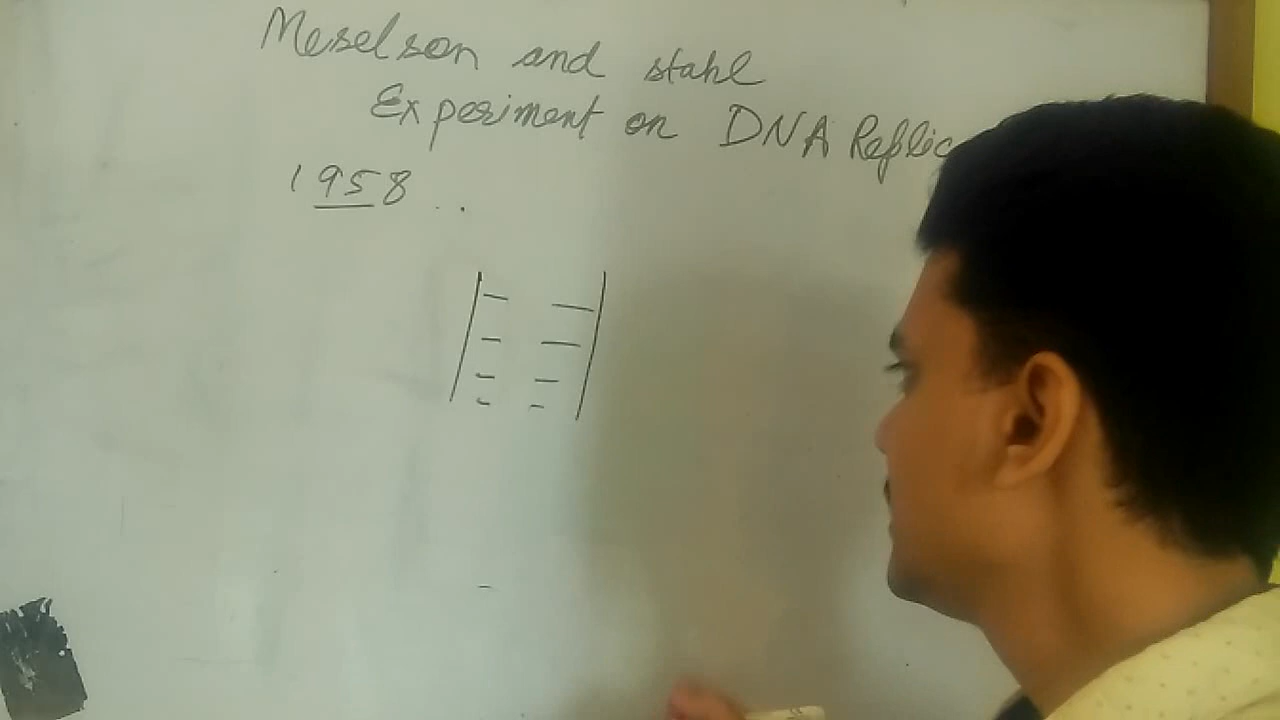 Meselson and stahl
Experiment on DNA Replic
1958 ..